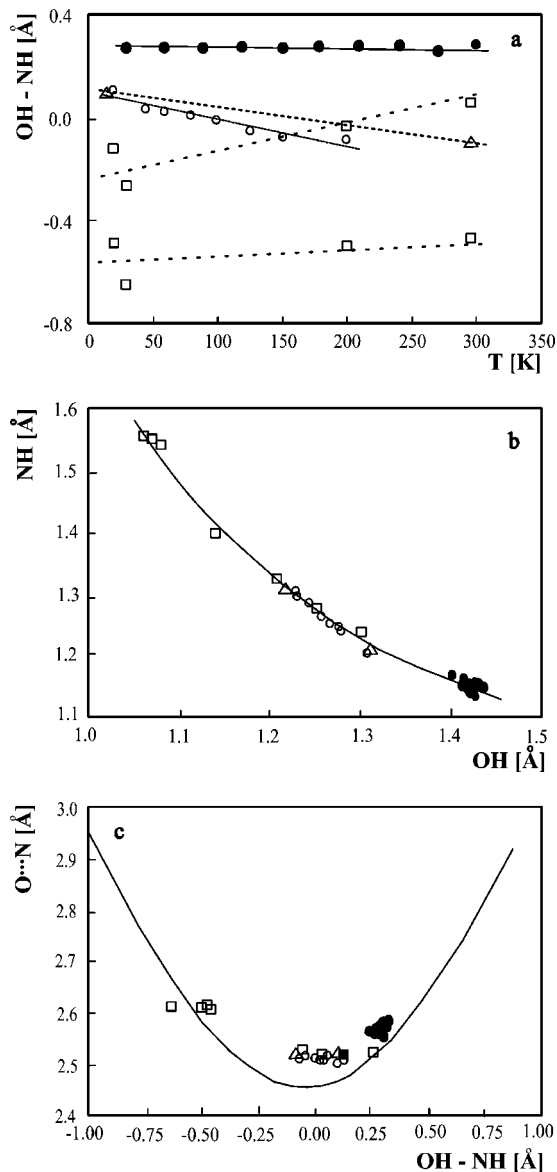 0.4
a
0.0
-0.4
-0.8
OH - NH [Å]
0 50 100 150 200 250 300 350
T [K]
1.6
b
1.5
1.4
1.3
1.2
1.1
NH [Å]
1.0 1.1 1.2 1.3 1.4 1.5
OH [Å]
3.0
c
2.9
2.8
2.7
2.6
2.5
2.4
O···N [Å]
-1.00 -0.75 -0.50 -0.25 0.00 0.25 0.50 0.75 1.00
OH - NH [Å]